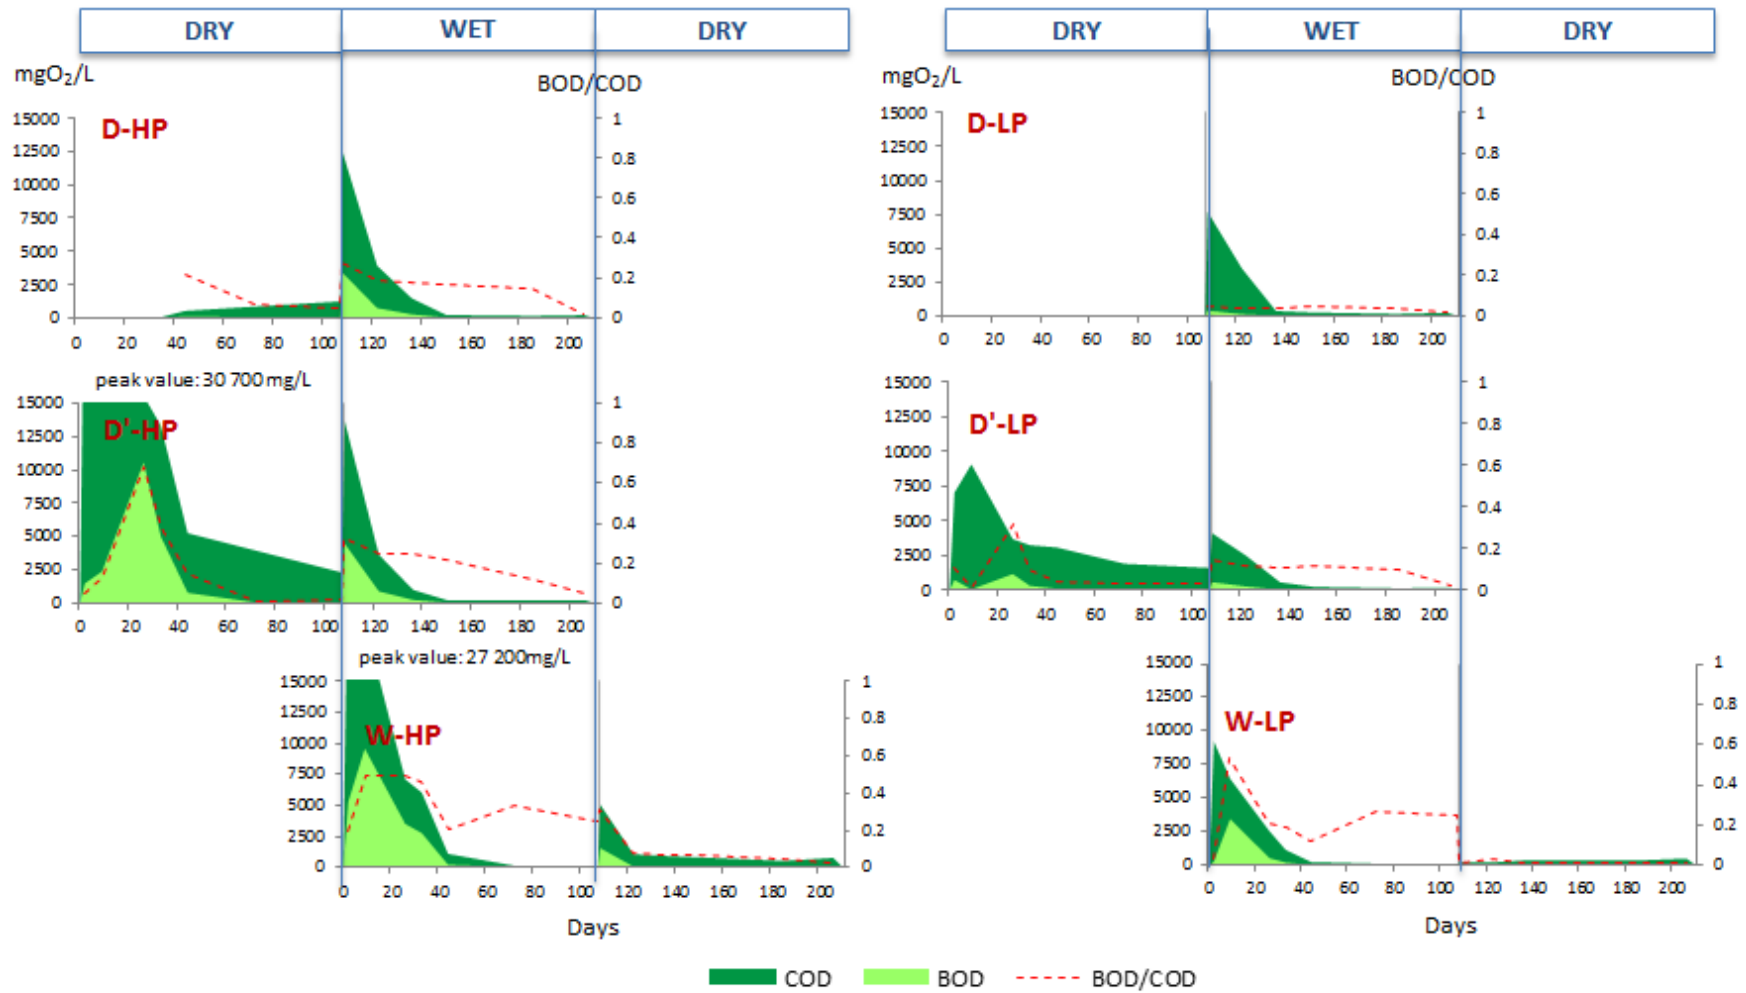 DRY WET DRY
DRY WET DRY
mgO₂/L BOD/COD
D-HP
15000 12500 10000 7500 5000 2500 0
1 0.8 0.6 0.4 0.2 0
0 20 40 60 80 100 120 140 160 180 200
mgO₂/L BOD/COD
D-LP
15000 12500 10000 7500 5000 2500 0
1 0.8 0.6 0.4 0.2 0
0 20 40 60 80 100 120 140 160 180 200
peak value: 30 700 mg/L
D'-HP
15000 12500 10000 7500 5000 2500 0
1 0.8 0.6 0.4 0.2 0
0 20 40 60 80 100 120 140 160 180 200
D'-LP
15000 12500 10000 7500 5000 2500 0
1 0.8 0.6 0.4 0.2 0
0 20 40 60 80 100 120 140 160 180 200
peak value: 27 200mg/L
W-HP
15000 12500 10000 7500 5000 2500 0
1 0.8 0.6 0.4 0.2 0
0 20 40 60 80 100 120 140 160 180 200
Days
W-LP
15000 12500 10000 7500 5000 2500 0
1 0.8 0.6 0.4 0.2 0
0 20 40 60 80 100 120 140 160 180 200
Days
COD BOD BOD/COD